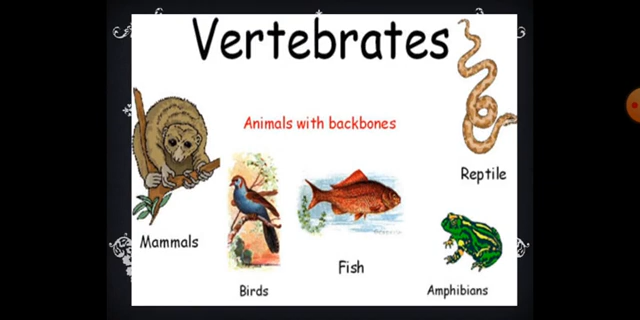 Vertebrates
Animals with backbones
Reptile
Mammals
Fish
Birds
Amphibians